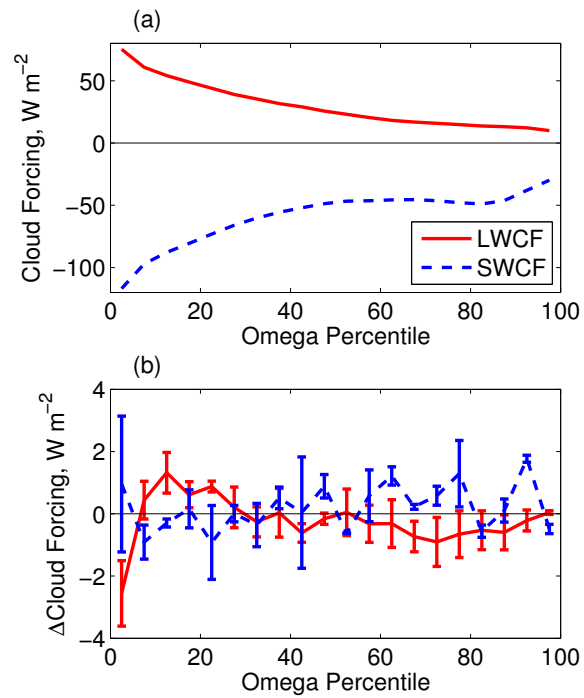 (a)
Cloud Forcing, W m−2
50
0
−50
−100
0 20 40 60 80 100
Omega Percentile
LWCF
SWCF
(b)
ΔCloud Forcing, W m−2
4
2
0
−2
−4
0 20 40 60 80 100
Omega Percentile